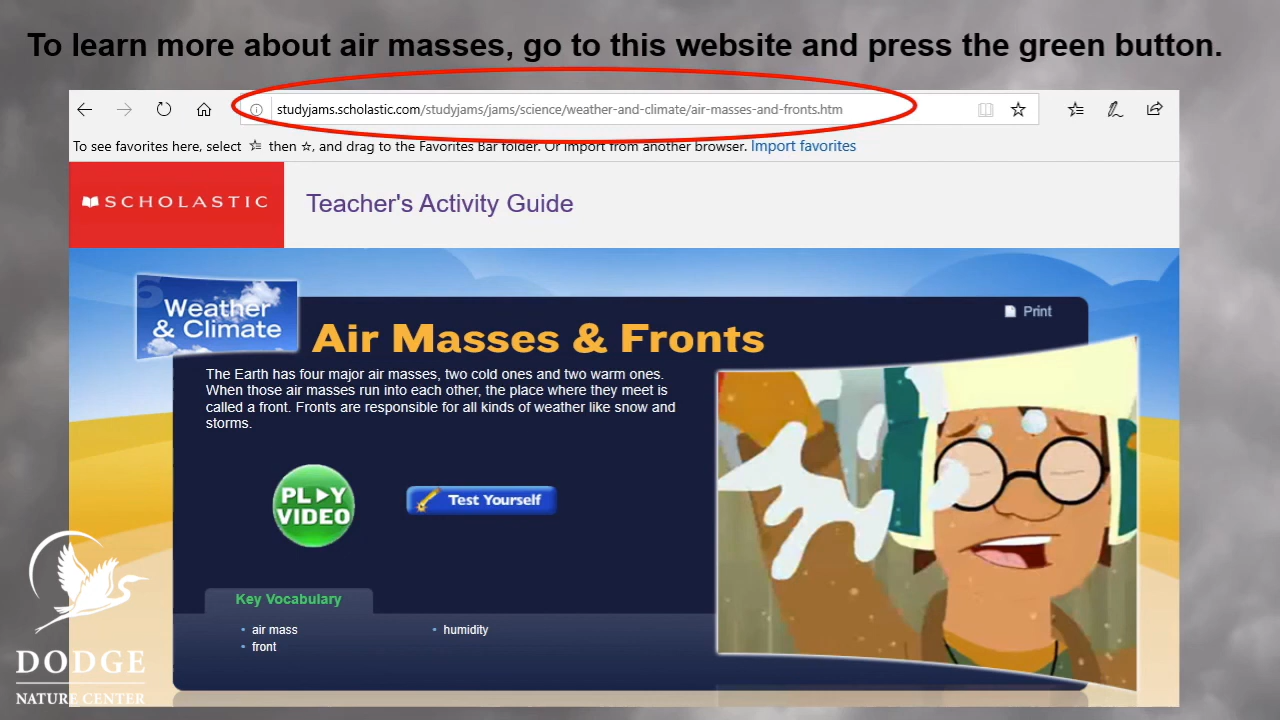 To learn more about air masses, go to this website and press the green button.
studyjams.scholastic.com/studyjams/jams/science/weather-and-climate/air-masses-and-fronts.htm
To see favorites here, select then ☆, and drag to the Favorites Bar folder. Or import from another browser. Import favorites
SCHOLASTIC
Teacher's Activity Guide
Weather
& Climate
Print
Air Masses & Fronts
The Earth has four major air masses, two cold ones and two warm ones.
When those air masses run into each other, the place where they meet is
called a front. Fronts are responsible for all kinds of weather like snow and
storms.
PLAY
VIDEO
Test Yourself
Key Vocabulary
• air mass
• humidity
• front
DODGE
NATURE CENTER